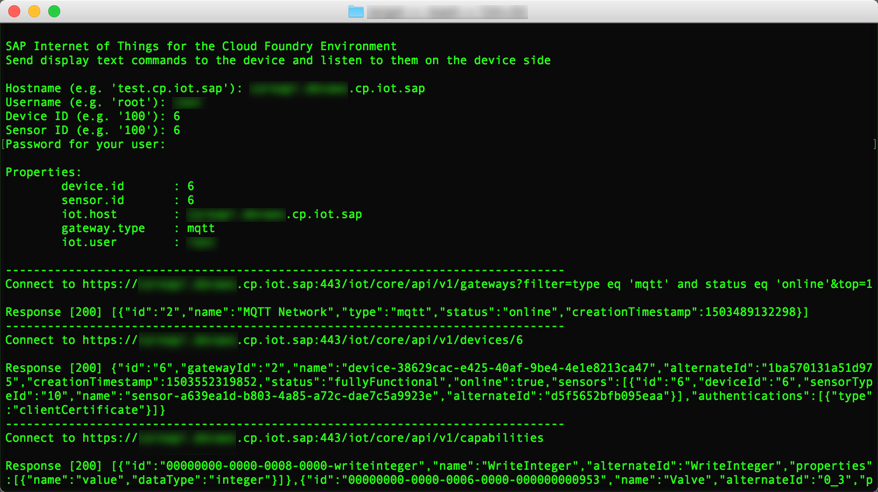 SAP Internet of Things for the Cloud Foundry Environment
Send display text commands to the device and listen to them on the device side
Hostname (e.g. 'test.cp.iot.sap'): .cp.iot.sap
Username (e.g. 'root'):
Device ID (e.g. '100'): 6
Sensor ID (e.g. '100'): 6
[Password for your user: ]
Properties:
device.id : 6
sensor.id : 6
iot.host : .cp.iot.sap
gateway.type : mqtt
iot.user :
--------------------------------------------------------------------------------
Connect to https:// .cp.iot.sap:443/iot/core/api/v1/gateways?filter=type eq 'mqtt' and status eq 'online'&top=1
Response [200] [{"id":"2","name":"MQTT Network","type":"mqtt","status":"online","creationTimestamp":1503489132298}]
--------------------------------------------------------------------------------
Connect to https:// .cp.iot.sap:443/iot/core/api/v1/devices/6
Response [200] {"id":"6","gatewayId":"2","name":"device-38629cac-e425-40af-9be4-4e1e8213ca47","alternateId":"1ba570131a51d97
5","creationTimestamp":1503552319852,"status":"fullyFunctional","online":true,"sensors":[{"id":"6","deviceId":"6","sensorTyp
eId":"10","name":"sensor-a639ea1d-b803-4a85-a72c-dae7c5a9923e","alternateId":"d5f5652bfb095eaa"}],"authentications":[{"type"
:"clientCertificate"}]}
--------------------------------------------------------------------------------
Connect to https:// .cp.iot.sap:443/iot/core/api/v1/capabilities
Response [200] [{"id":"00000000-0000-0008-0000-writeinteger","name":"WriteInteger","alternateId":"WriteInteger","properties"
:[{"name":"value","dataType":"integer"}]},{"id":"00000000-0000-0006-0000-000000000953","name":"Valve","alternateId":"0_3","p